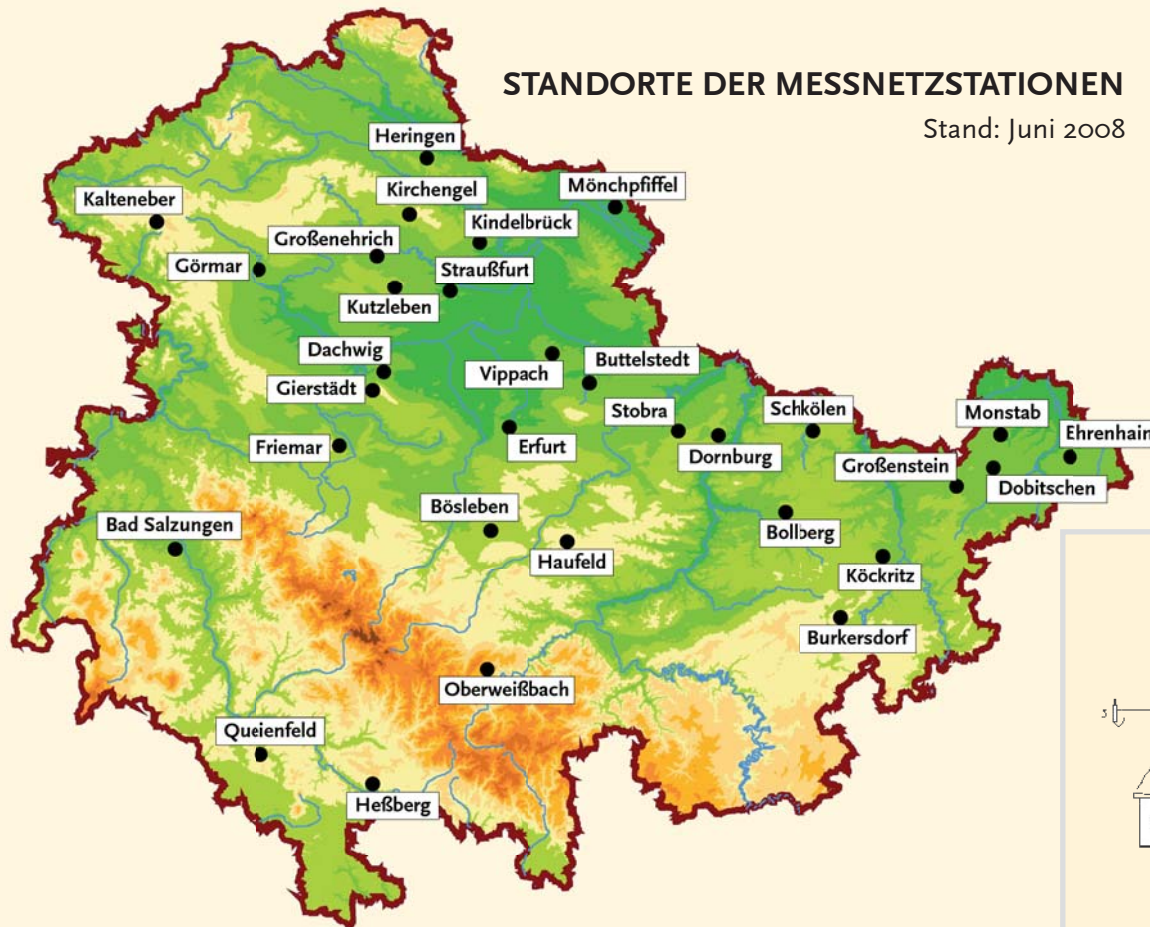 STANDORTE DER MESSNETZSTATIONEN
Stand: Juni 2008
Heringen
Mönchpfiffel
Kirchengel
Kalteneber
Kindelbrück
Großenehrich
Görmar
Straußfurt
Kutzleben
Dachwig
Buttelstedt
Vippach
Gierstädt
Stobra
Schkölen
Monstab
Ehrenhain
Friemar
Erfurt
Dornburg
Großenstein
Dobitschen
Bösleben
Bad Salzungen
Bollberg
Haufeld
Köckritz
Burkersdorf
Oberweißbach
Queienfeld
Heßberg
5